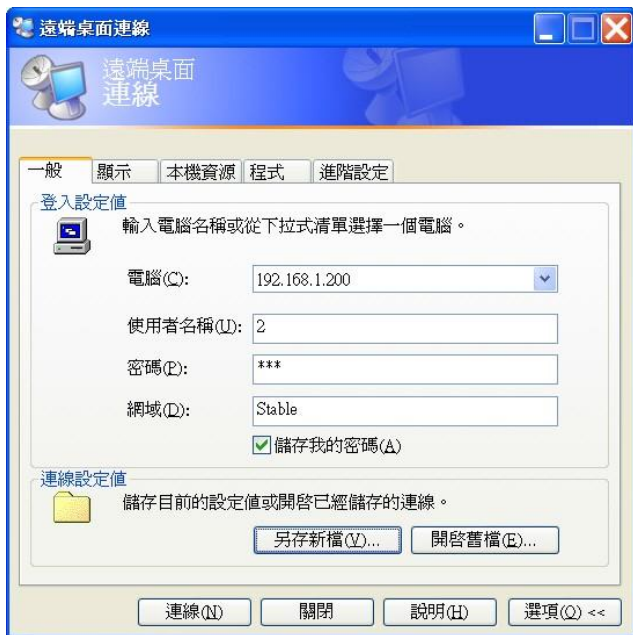 遠端桌面連線
遠端桌面
連線
一般 顯示 本機資源 程式 進階設定
登入設定值
輸入電腦名稱或從下拉式清單選擇一個電腦。
電腦(C): 192.168.1.200
使用者名稱(U): 2
密碼(P): ***
網域(D): Stable
儲存我的密碼(A)
連線設定值
儲存目前的設定值或開啓已經儲存的連線。
另存新檔(V)... 開啓舊檔(E)...
連線(N) 關閉 說明(H) 選項(O) <<